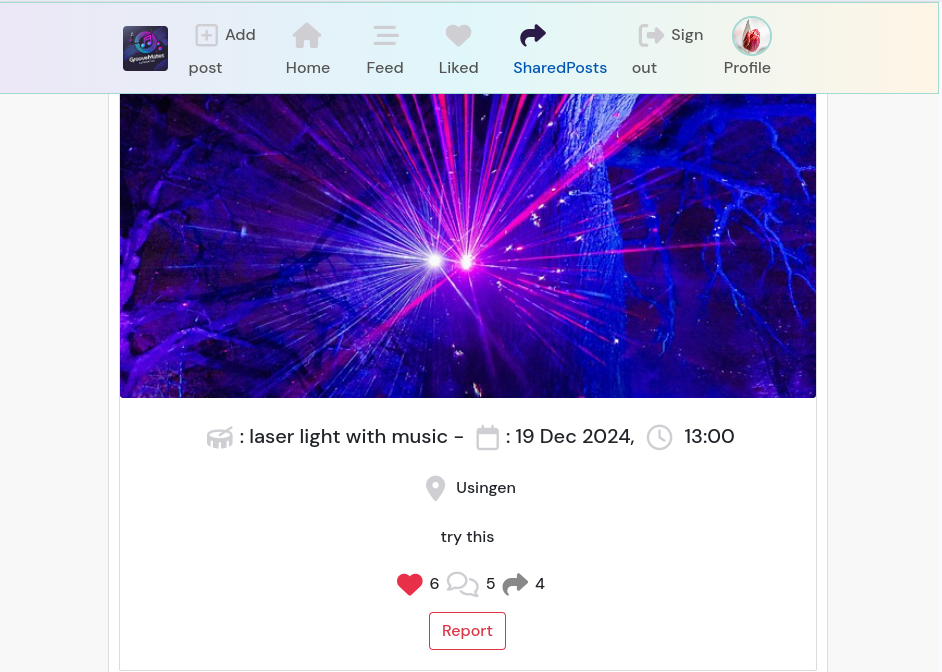 GrooveMates
Add post
Home
Feed
Liked
SharedPosts
Sign out
Profile
: laser light with music - : 19 Dec 2024, 13:00
Usingen
try this
6 5 4
Report